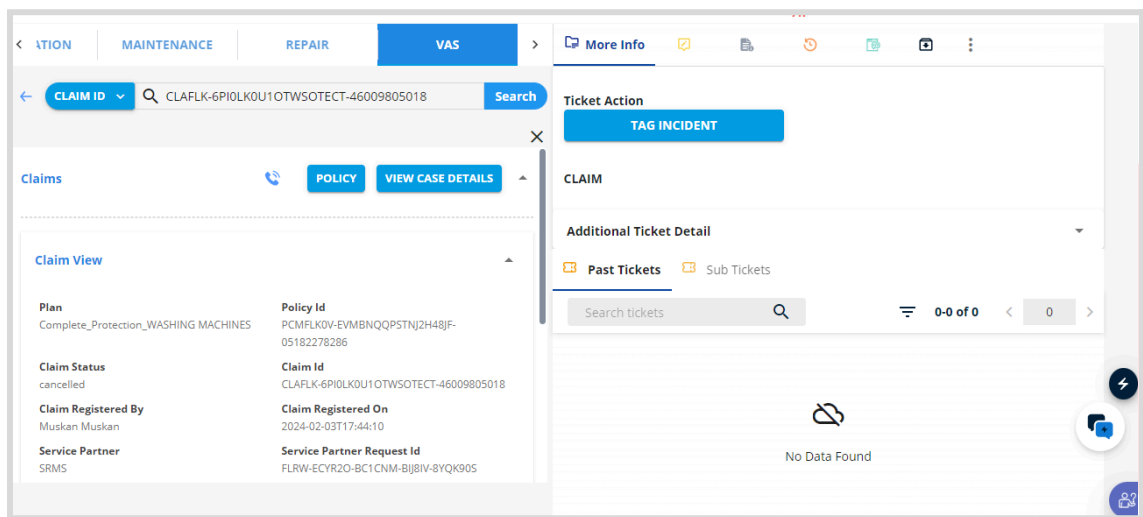 ATION MAINTENANCE REPAIR VAS
CLAIM ID CLAFLK-6PI0LK0U1OTWSOTECT-46009805018 Search
Claims POLICY VIEW CASE DETAILS
Claim View
Plan
Complete_Protection_WASHING MACHINES
Policy Id
PCMFLK0V-EVMBNQQPSTNJ2H48JF-
05182278286
Claim Status
cancelled
Claim Id
CLAFLK-6PI0LK0U1OTWSOTECT-46009805018
Claim Registered By
Muskan Muskan
Claim Registered On
2024-02-03T17:44:10
Service Partner
SRMS
Service Partner Request Id
FLRW-ECYR2O-BC1CNM-BIJ8IV-8YQK90S
More Info
Ticket Action
TAG INCIDENT
CLAIM
Additional Ticket Detail
Past Tickets Sub Tickets
Search tickets 0-0 of 0 0
No Data Found